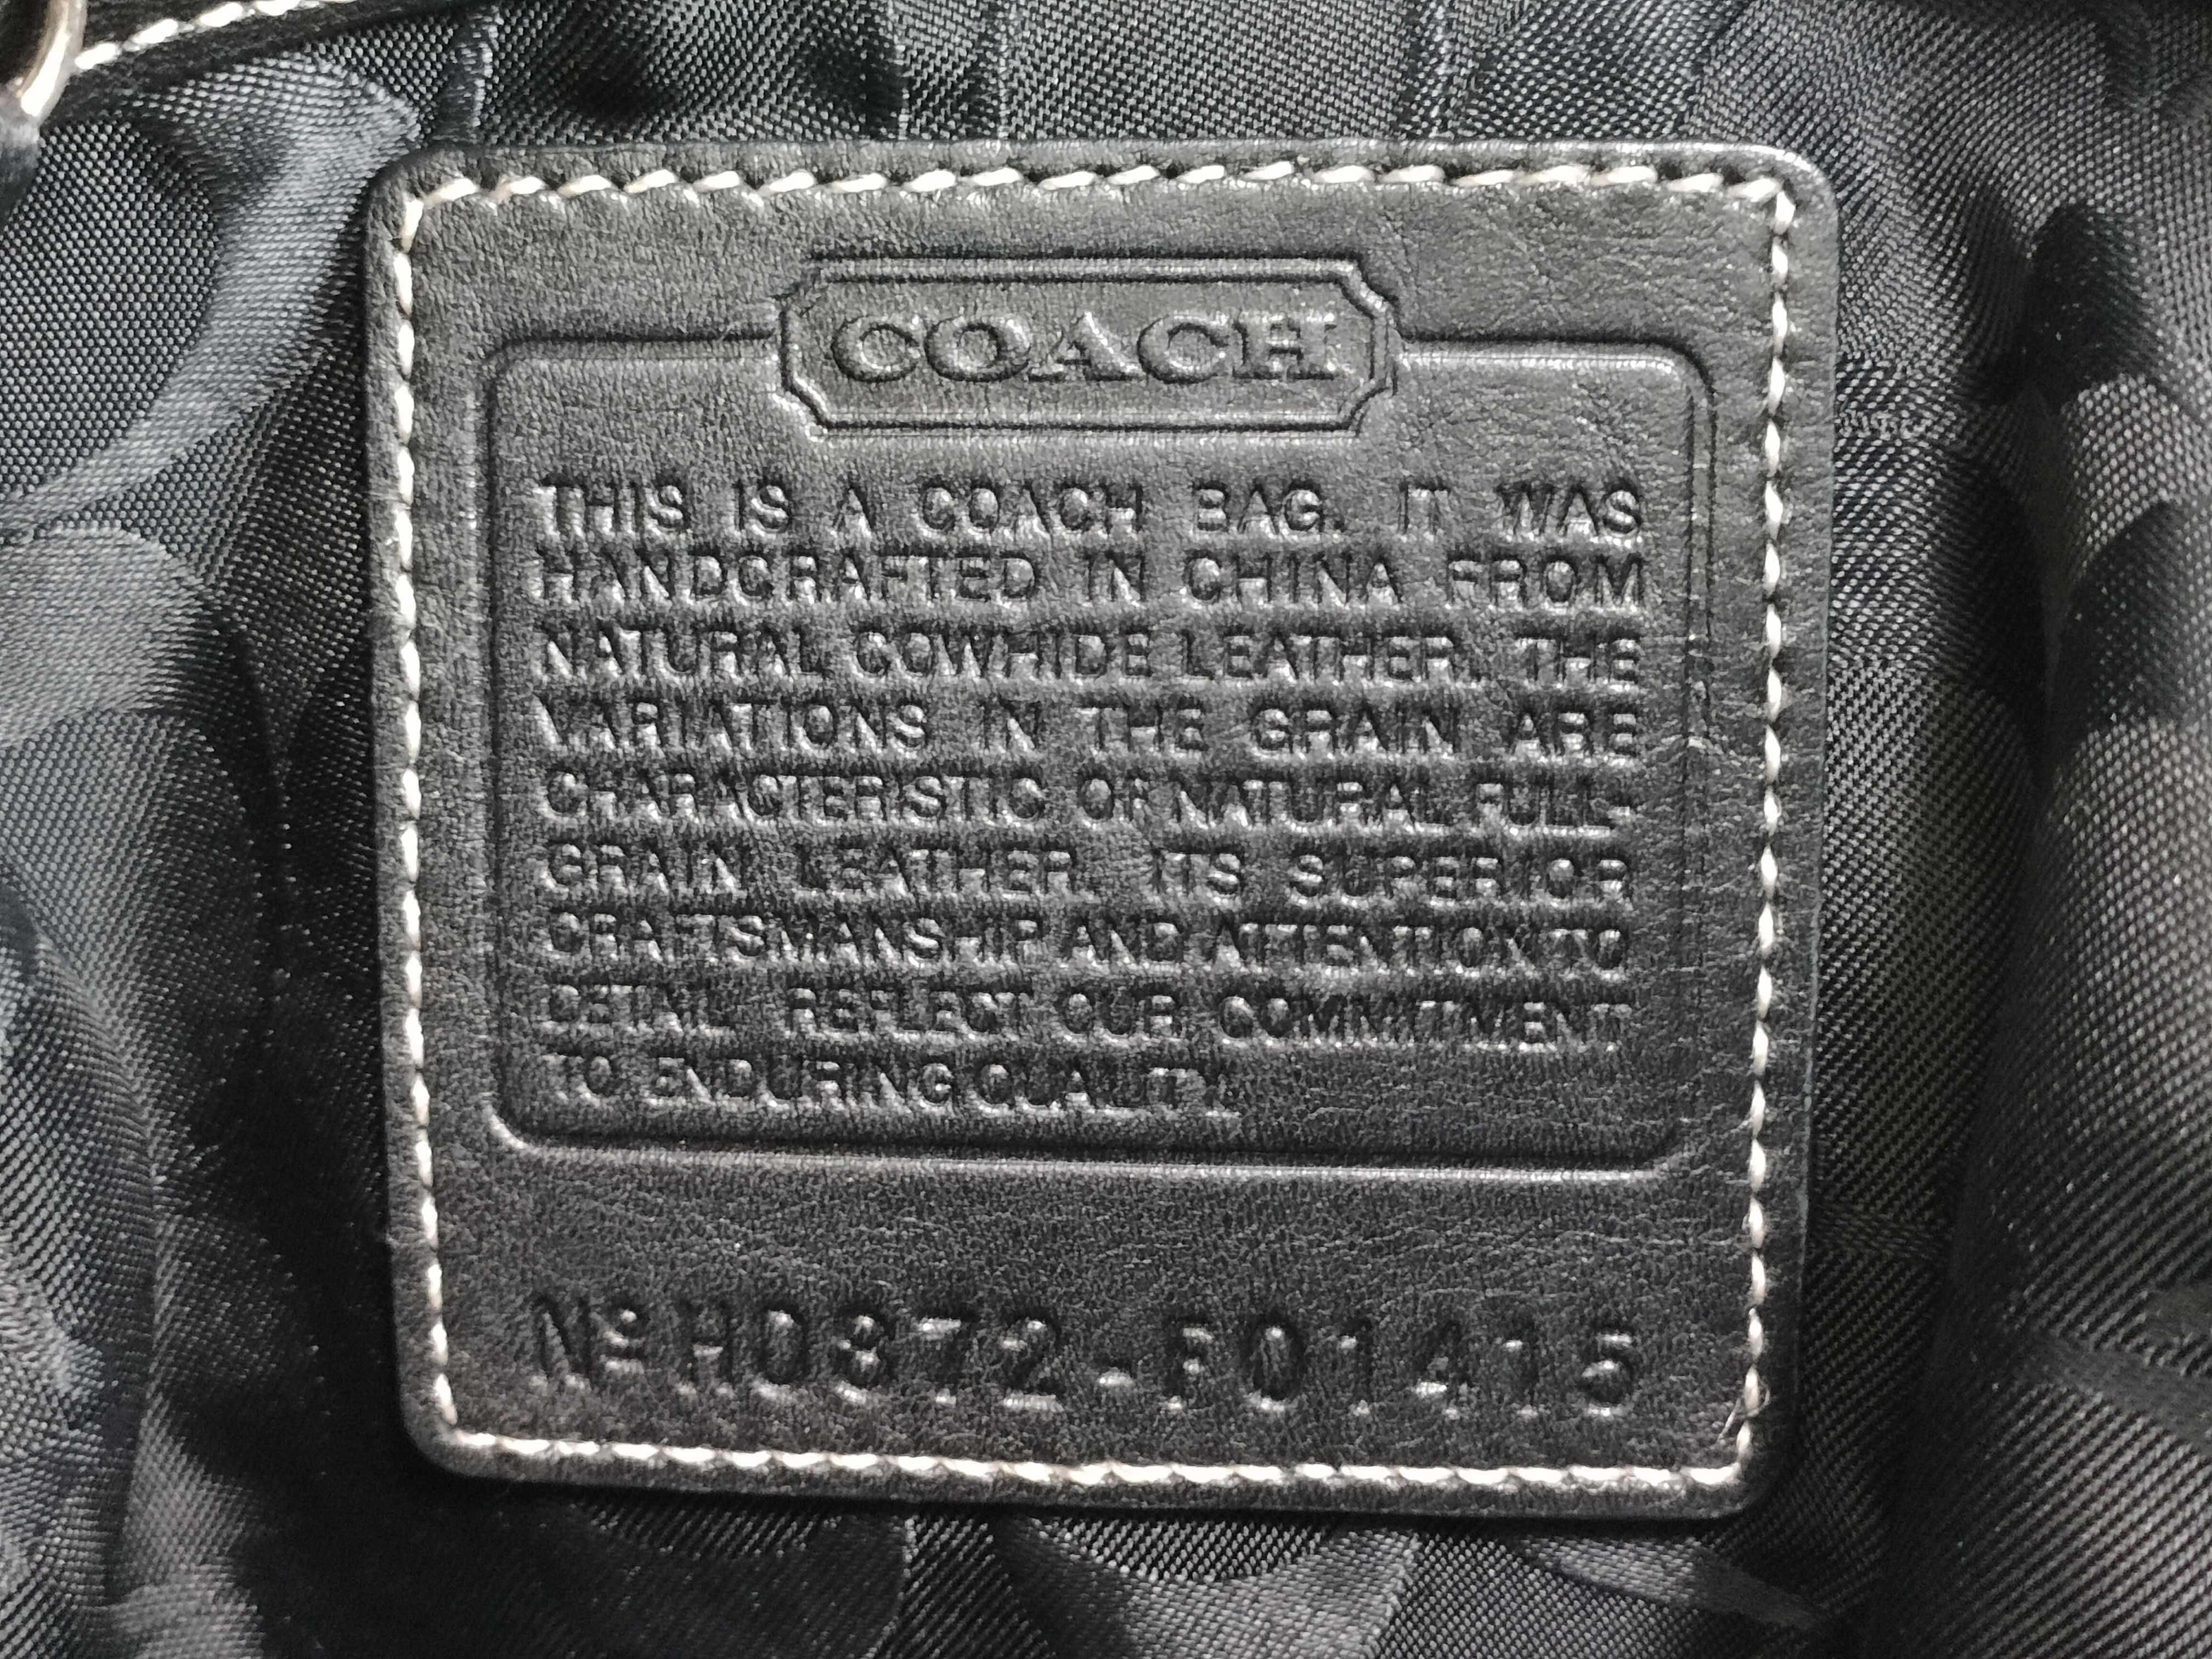 COACH
THIS IS A COACH BAG. IT WAS
HANDCRAFTED IN CHINA FROM
NATURAL COWHIDE LEATHER. THE
VARIATIONS IN THE GRAIN ARE
CHARACTERISTIC OF NATURAL FULL-
GRAIN LEATHER. ITS SUPERIOR
CRAFTSMANSHIP AND ATTENTION TO
DETAIL REFLECT OUR COMMITMENT
TO ENDURING QUALITY.
Nº H0872-F01415